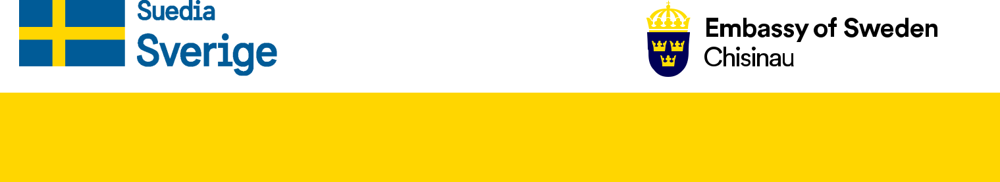 Suedia
Sverige
Embassy of Sweden
Chisinau